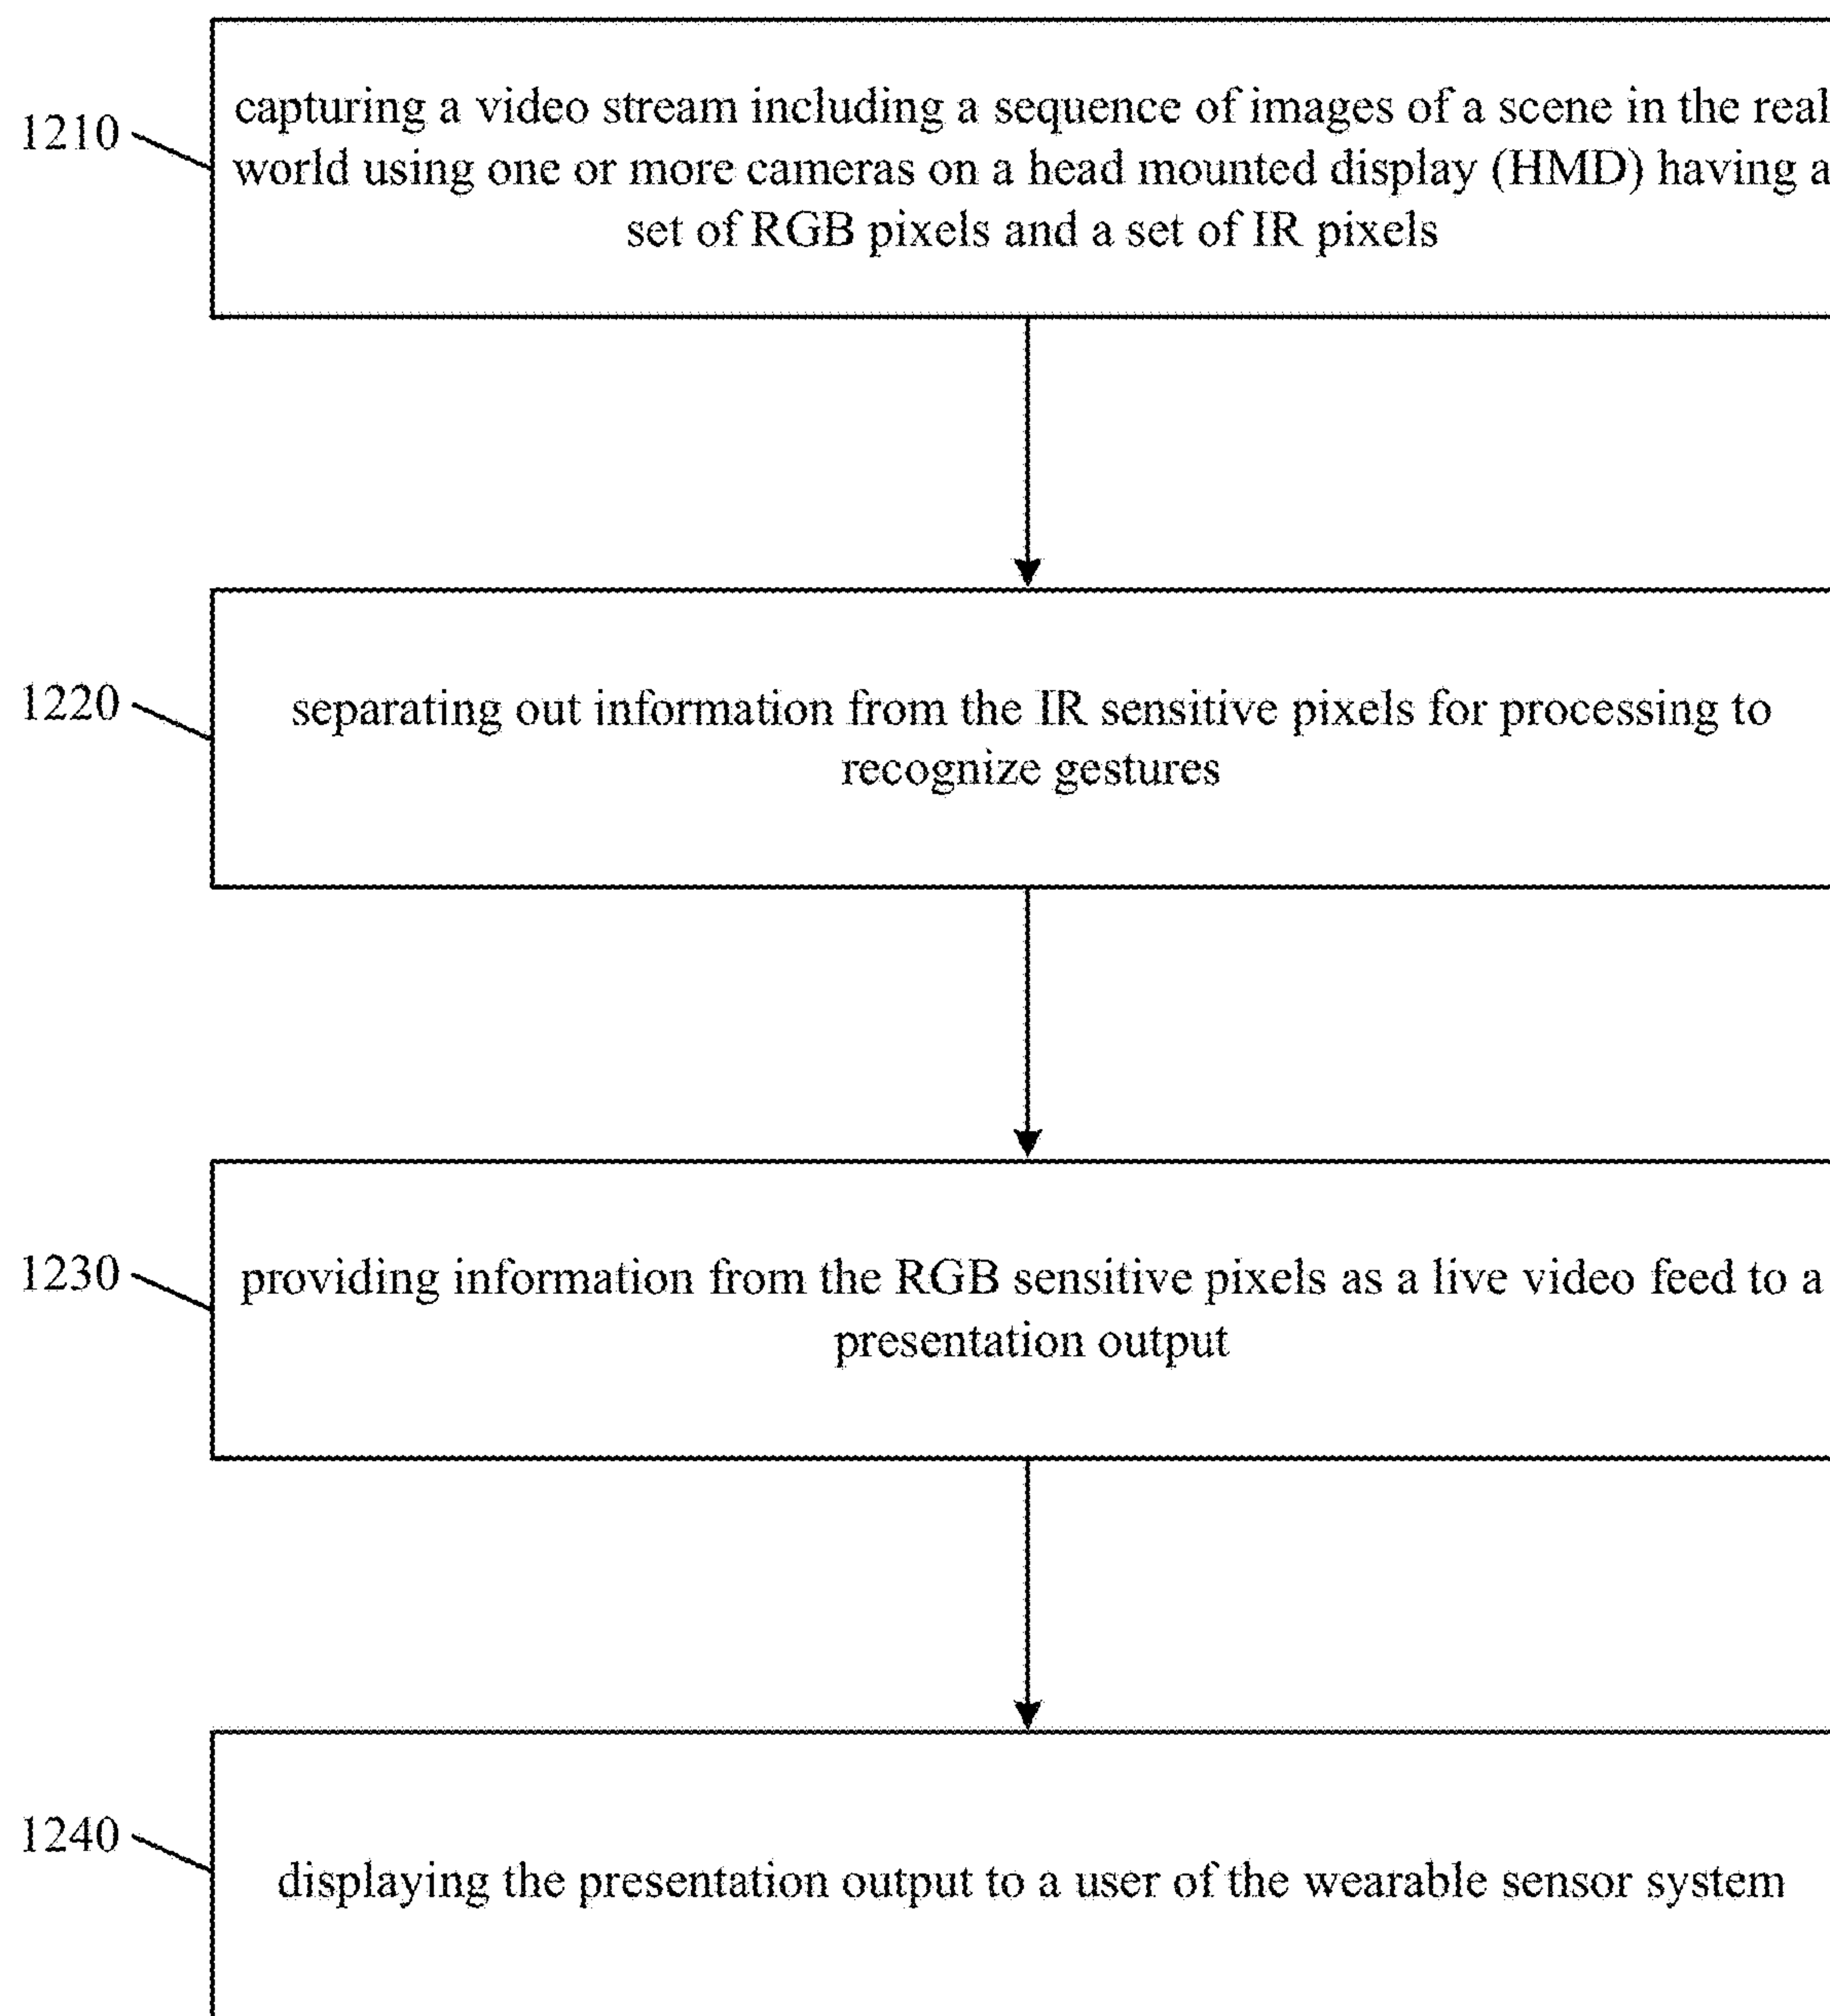 1210
capturing a video stream including a sequence of images of a scene in the real
world using one or more cameras on a head mounted display (HMD) having a
set of RGB pixels and a set of IR pixels
1220
separating out information from the IR sensitive pixels for processing to
recognize gestures
1230
providing information from the RGB sensitive pixels as a live video feed to a
presentation output
1240
displaying the presentation output to a user of the wearable sensor system